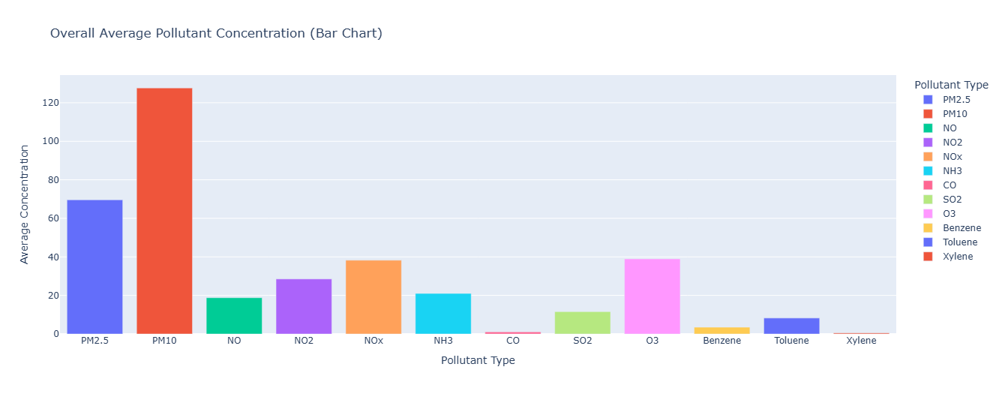 Overall Average Pollutant Concentration (Bar Chart)
Average Concentration
120
100
80
60
40
20
0
PM2.5 PM10 NO NO2 NOx NH3 CO SO2 O3 Benzene Toluene Xylene
Pollutant Type
Pollutant Type
PM2.5
PM10
NO
NO2
NOx
NH3
CO
SO2
O3
Benzene
Toluene
Xylene